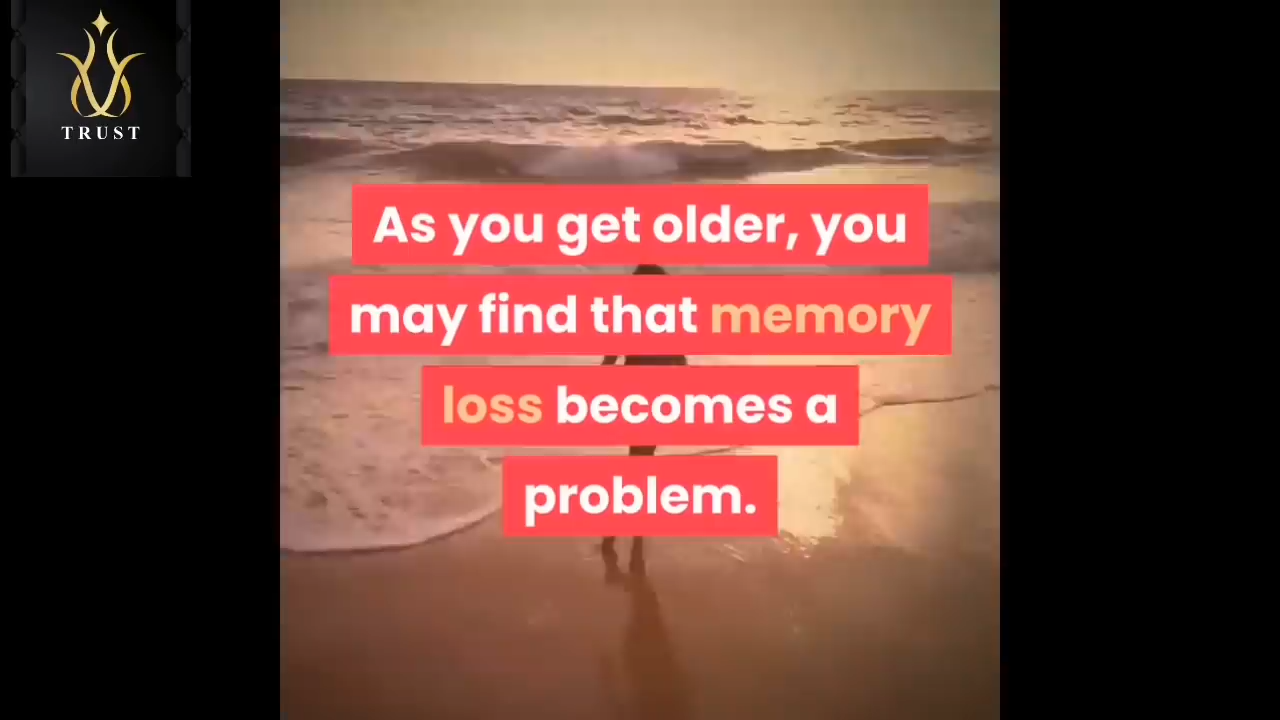 TRUST
As you get older, you
may find that memory
loss becomes a
problem.